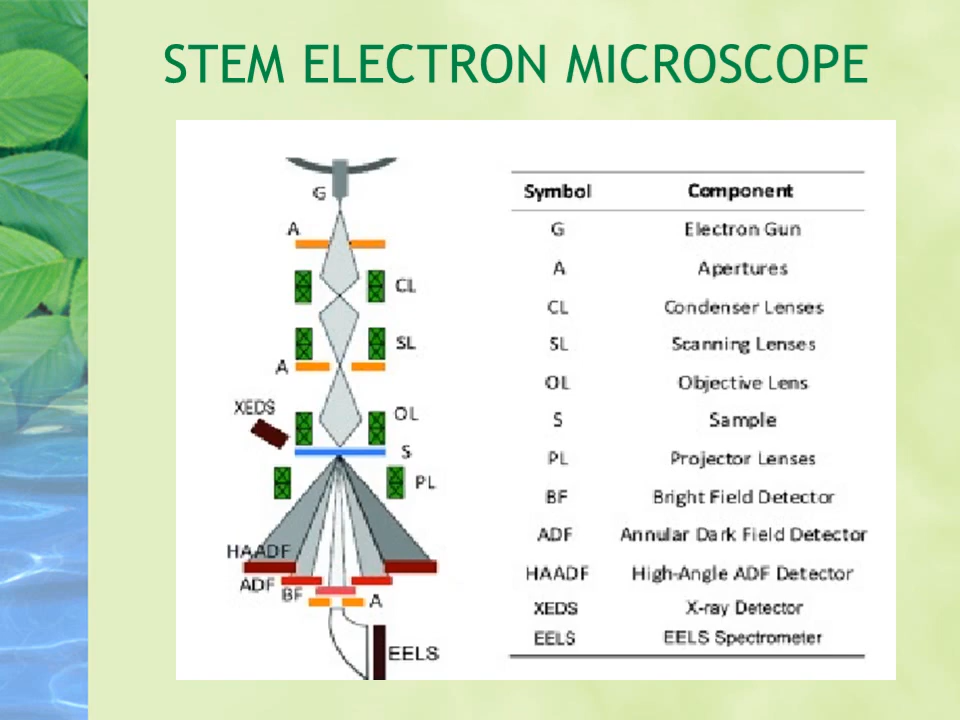 STEM ELECTRON MICROSCOPE
G
A
CL
SL
A
XEDS
OL
S
PL
HAADF
ADF
BF
A
EELS
Symbol Component
G Electron Gun
A Apertures
CL Condenser Lenses
SL Scanning Lenses
OL Objective Lens
S Sample
PL Projector Lenses
BF Bright Field Detector
ADF Annular Dark Field Detector
HAADF High-Angle ADF Detector
XEDS X-ray Detector
EELS EELS Spectrometer